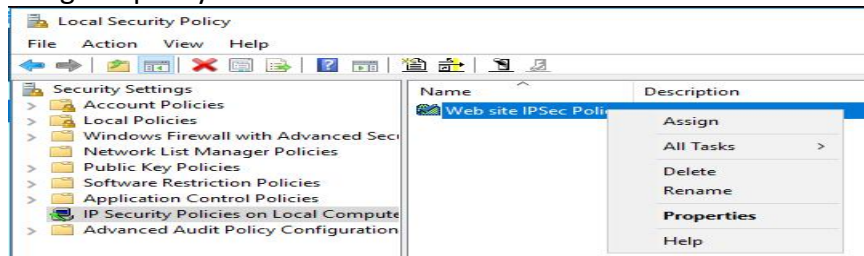 Local Security Policy
File Action View Help
Security Settings
Account Policies
Local Policies
Windows Firewall with Advanced Secu
Network List Manager Policies
Public Key Policies
Software Restriction Policies
Application Control Policies
IP Security Policies on Local Compute
Advanced Audit Policy Configuration
Name Description
Web site IPSec Polic
Assign
All Tasks >
Delete
Rename
Properties
Help